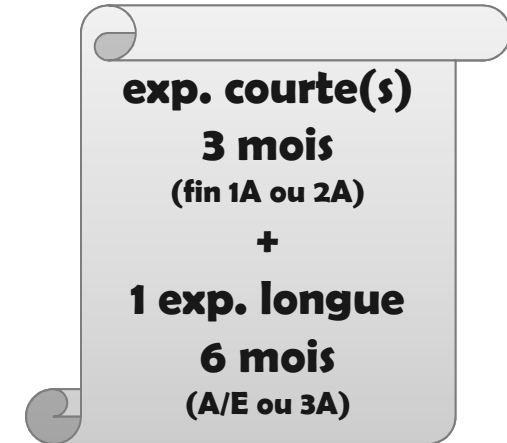 exp. courte(s)
3 mois
(fin 1A ou 2A)
+
1 exp. longue
6 mois
(A/E ou 3A)